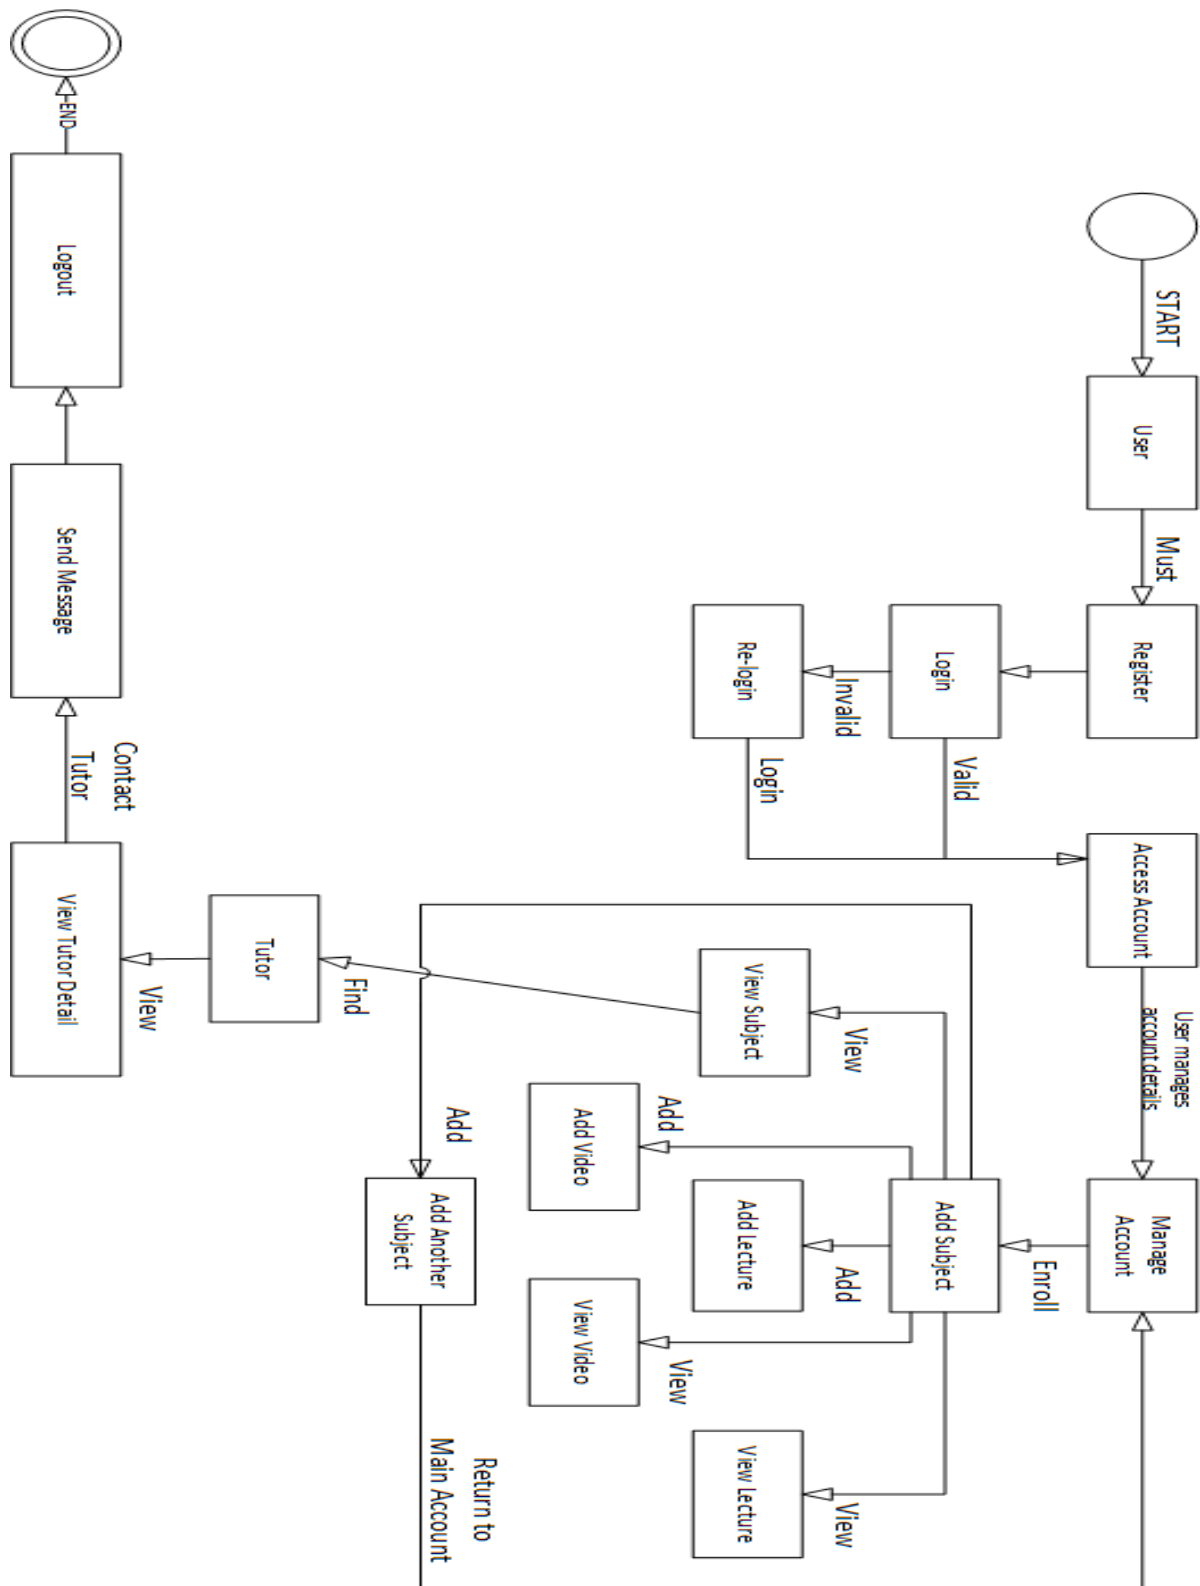 START
User
Must
Register
Login
Invalid
Re-login
Valid
Login
Access Account
User manages
account details
Manage
Account
Enroll
Add Subject
View
View Subject
Add
Add Video
Add
Add Lecture
View
View Video
View
View Lecture
Add
Add Another
Subject
Return to
Main Account
Find
Tutor
View
View Tutor Detail
Contact
Tutor
Send Message
Logout
END